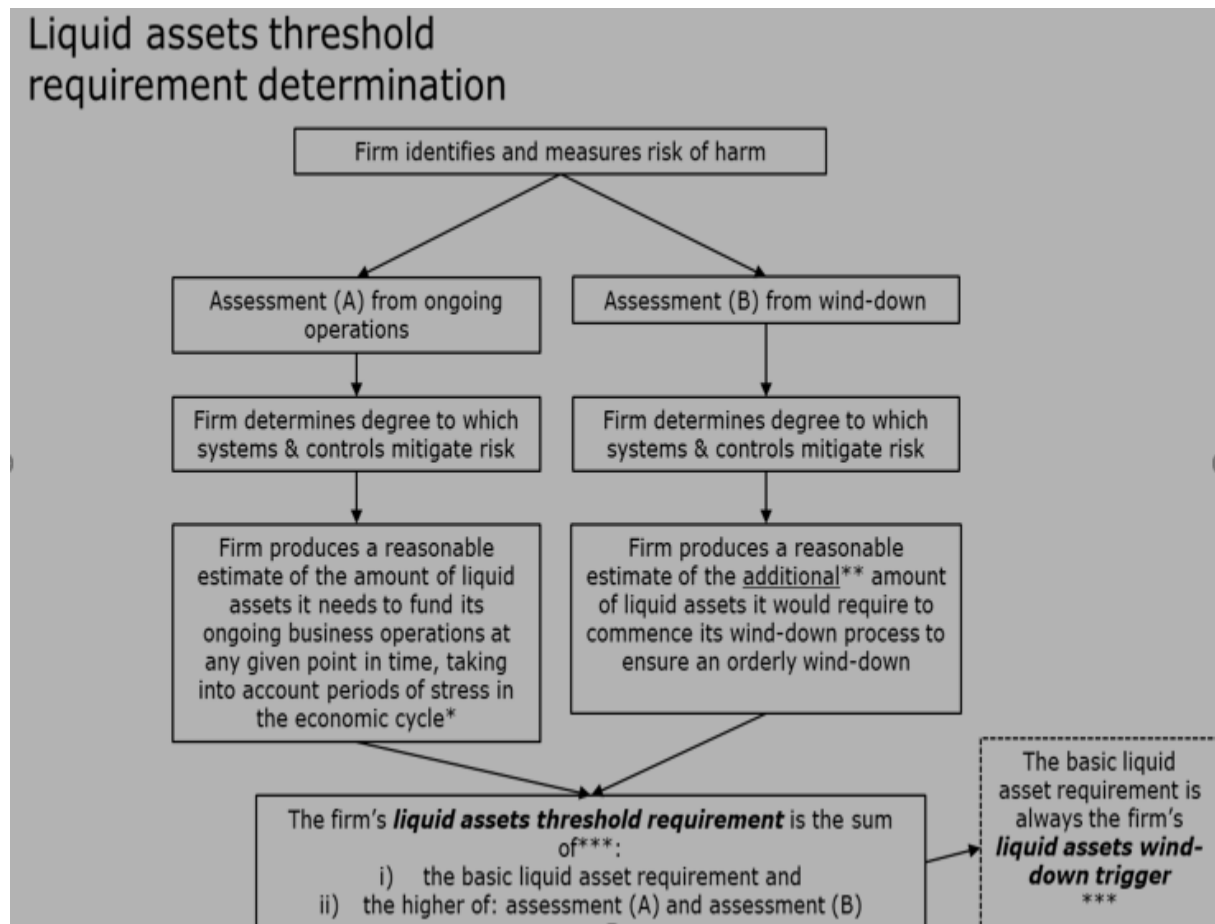 Liquid assets threshold
requirement determination
Firm identifies and measures risk of harm
Assessment (A) from ongoing
operations
Assessment (B) from wind-down
Firm determines degree to which
systems & controls mitigate risk
Firm determines degree to which
systems & controls mitigate risk
Firm produces a reasonable
estimate of the amount of liquid
assets it needs to fund its
ongoing business operations at
any given point in time, taking
into account periods of stress in
the economic cycle*
Firm produces a reasonable
estimate of the additional** amount
of liquid assets it would require to
commence its wind-down process to
ensure an orderly wind-down
The firm's liquid assets threshold requirement is the sum
of***:
i) the basic liquid asset requirement and
ii) the higher of: assessment (A) and assessment (B)
The basic liquid
asset requirement is
always the firm's
liquid assets wind-
down trigger
***